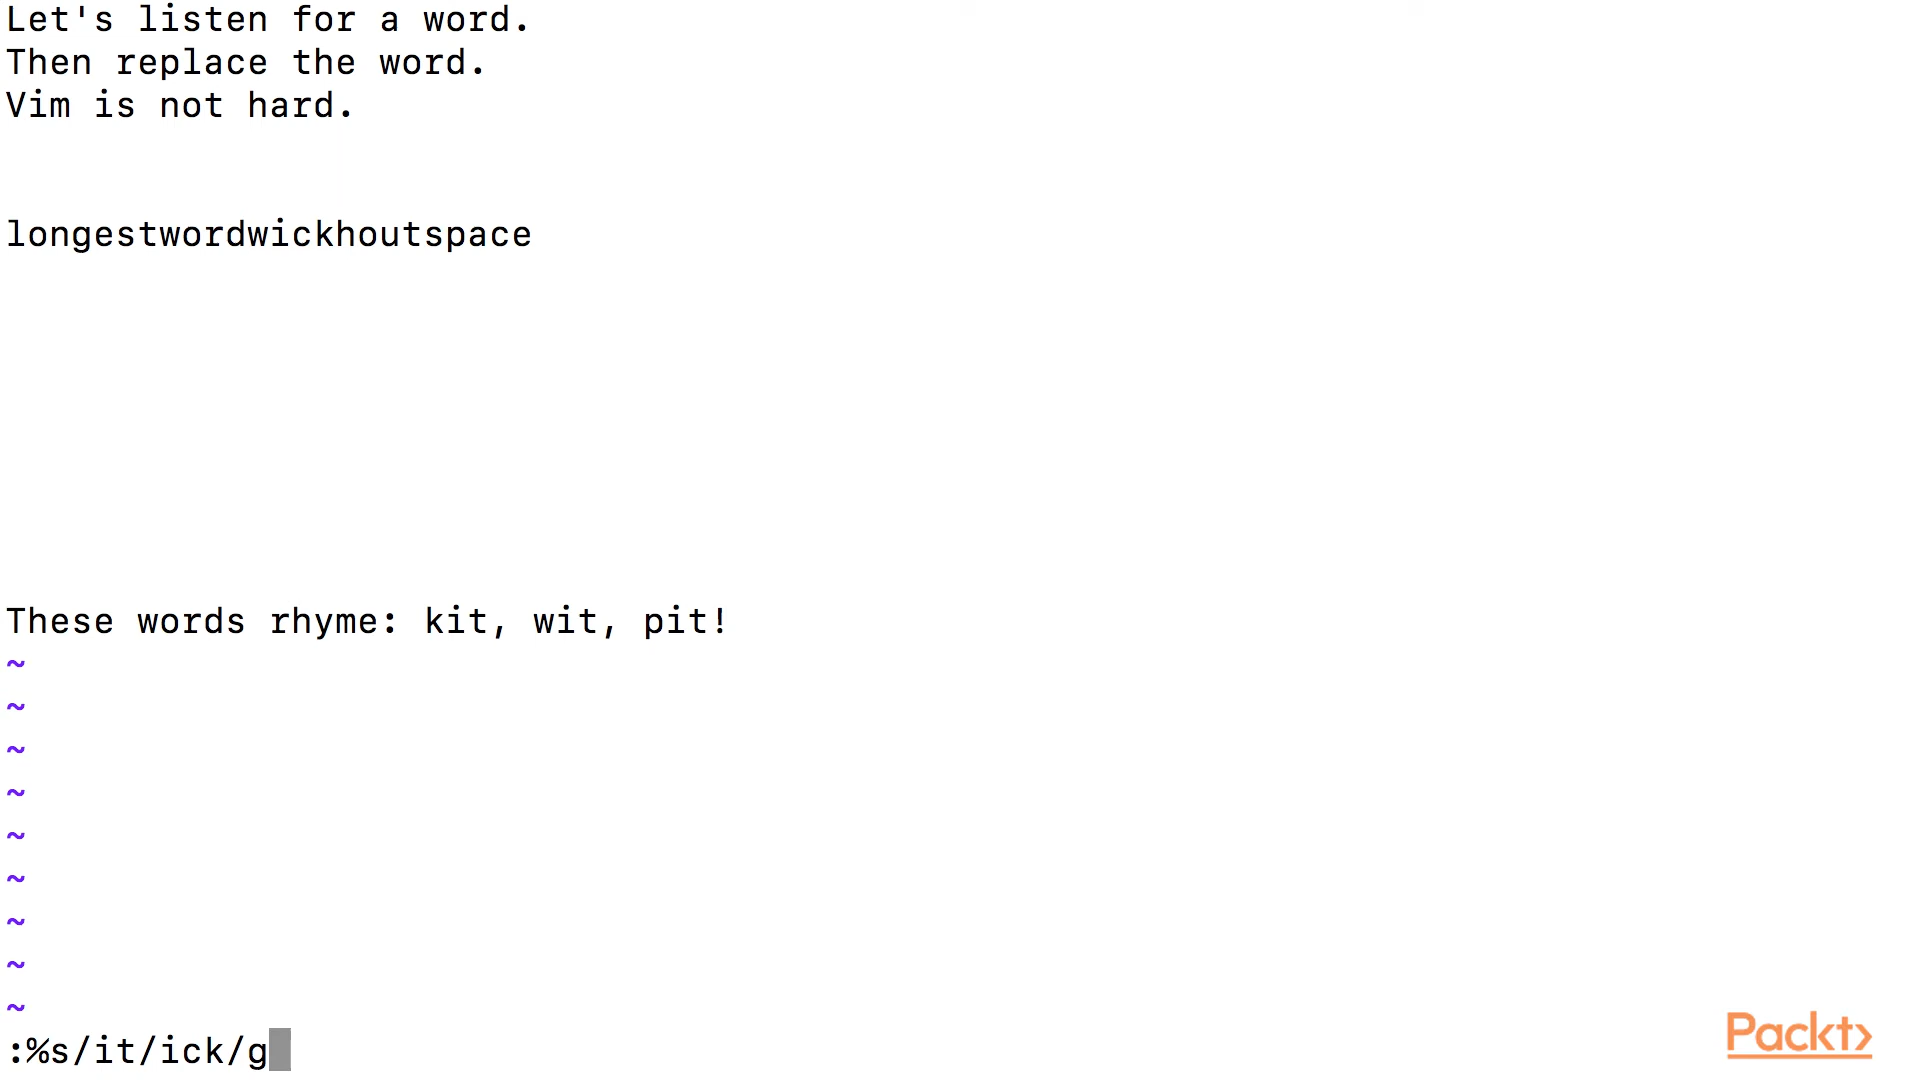 Let's listen for a word.
Then replace the word.
Vim is not hard.
longestwordwickhoutspace
These words rhyme: kit, wit, pit!
~
~
~
~
~
~
~
~
~
:%s/it/ick/g
Packt>